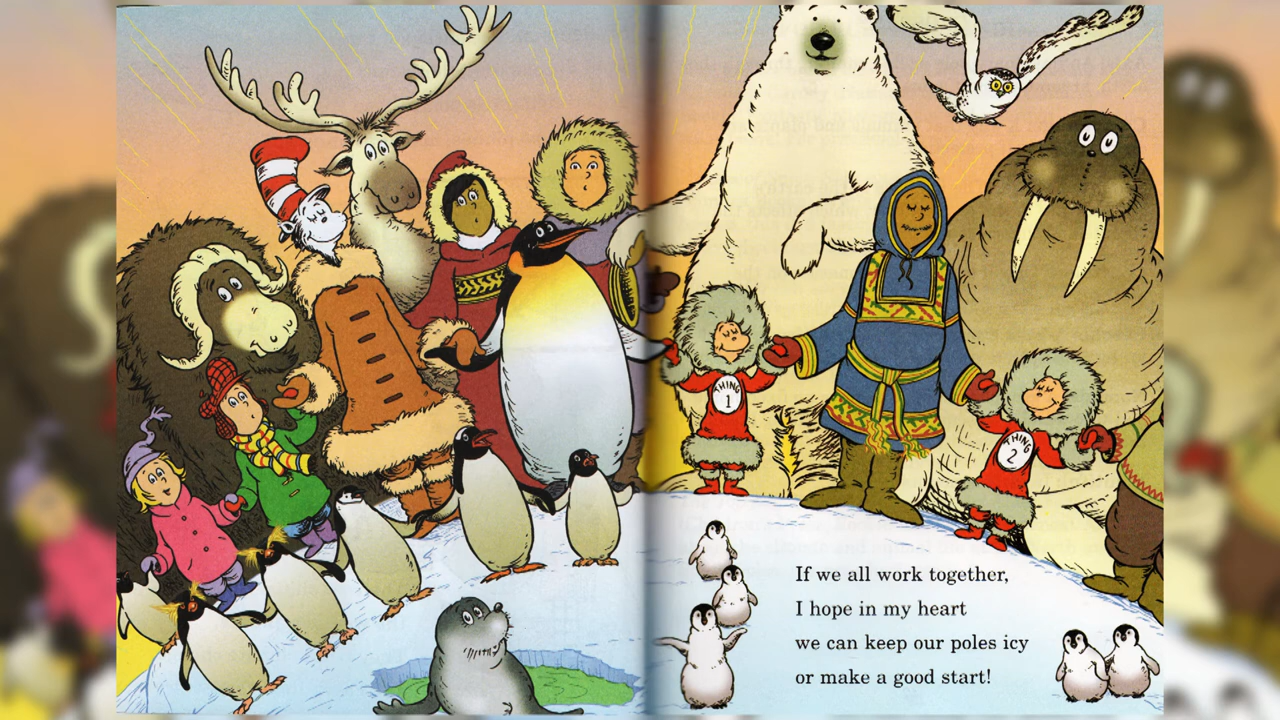 THING
1
THING
2
If we all work together,
I hope in my heart
we can keep our poles icy
or make a good start!